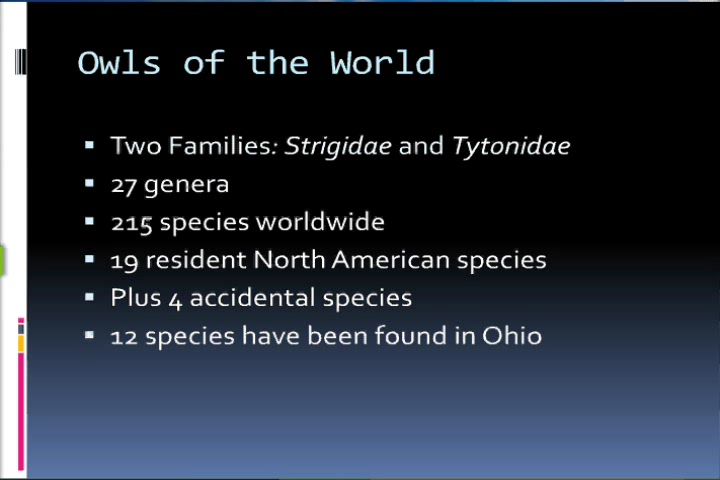 Owls of the World
Two Families: Strigidae and Tytonidae
27 genera
215 species worldwide
19 resident North American species
Plus 4 accidental species
12 species have been found in Ohio